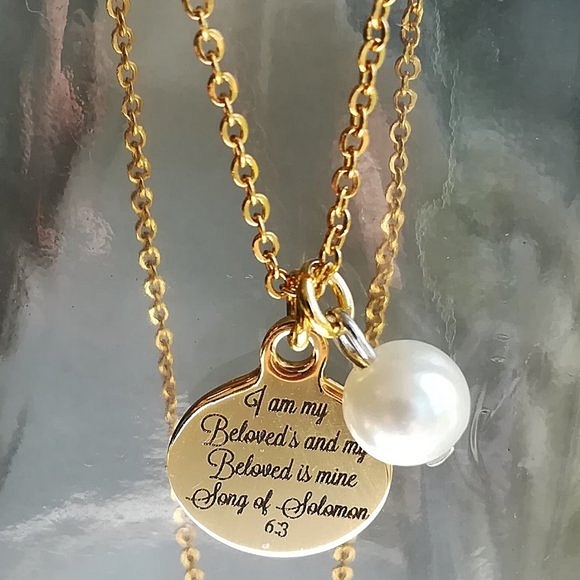 I am my
Beloved's and my
Beloved is mine
-Song of Solomon
6:3